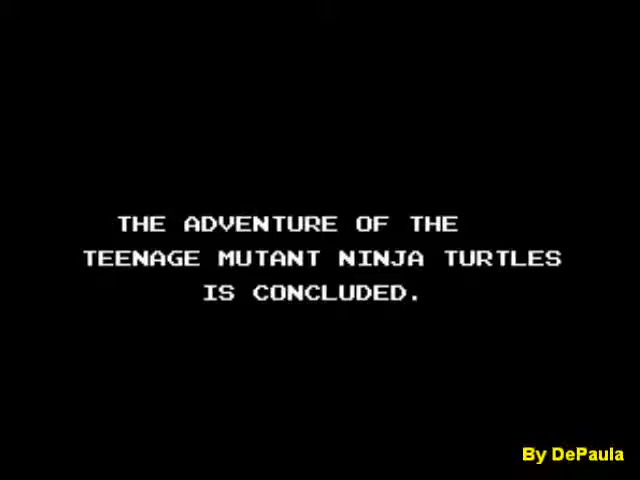 THE ADVENTURE OF THE
TEENAGE MUTANT NINJA TURTLES
IS CONCLUDED.
By DePaula